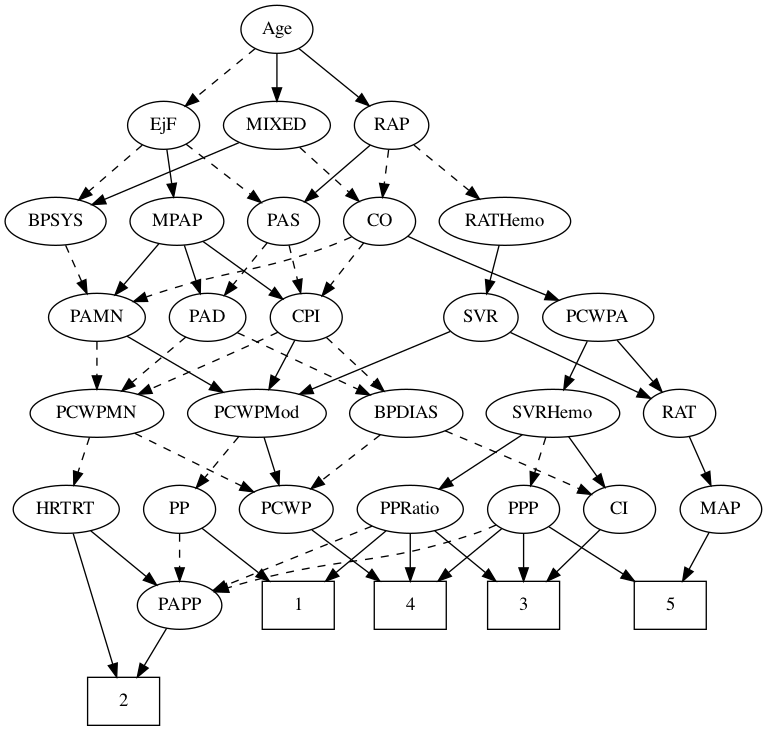 Age
EjF MIXED RAP
BPSYS MPAP PAS CO RATHemo
PAMN PAD CPI SVR PCWPA
PCWPMN PCWPMod BPDIAS SVRHemo RAT
HRTRT PP PCWP PPRatio PPP CI MAP
PAPP 1 4 3 5
2